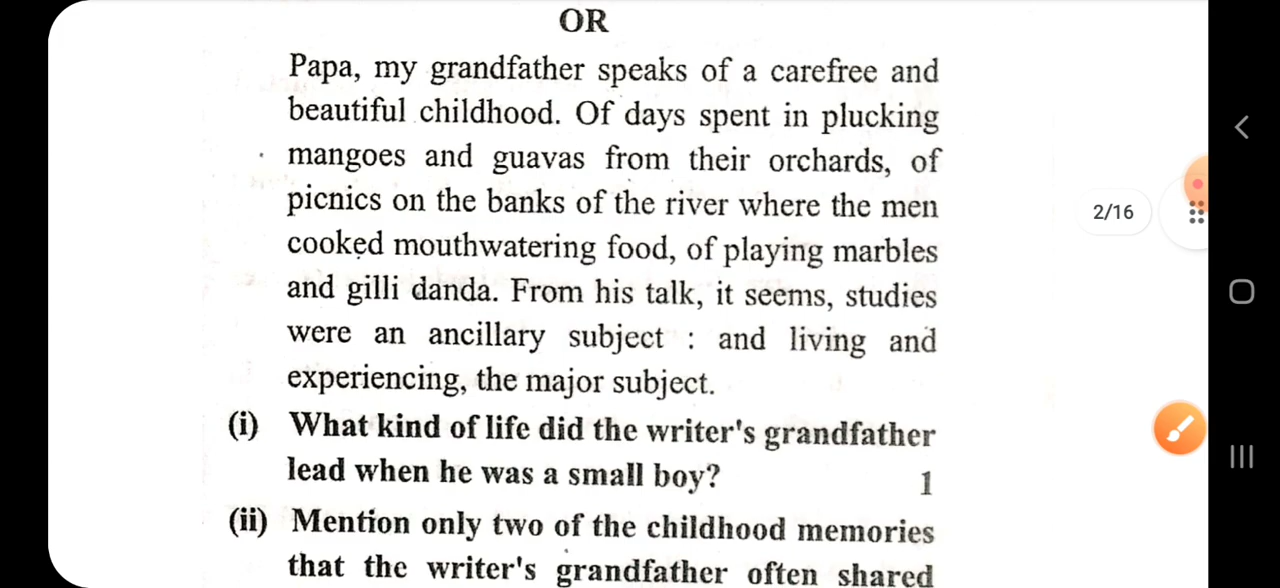 OR
Papa, my grandfather speaks of a carefree and
beautiful childhood. Of days spent in plucking
mangoes and guavas from their orchards, of
picnics on the banks of the river where the men
cooked mouthwatering food, of playing marbles
and gilli danda. From his talk, it seems, studies
were an ancillary subject : and living and
experiencing, the major subject.
(i) What kind of life did the writer's grandfather
lead when he was a small boy? 1
(ii) Mention only two of the childhood memories
that the writer's grandfather often shared
2/16